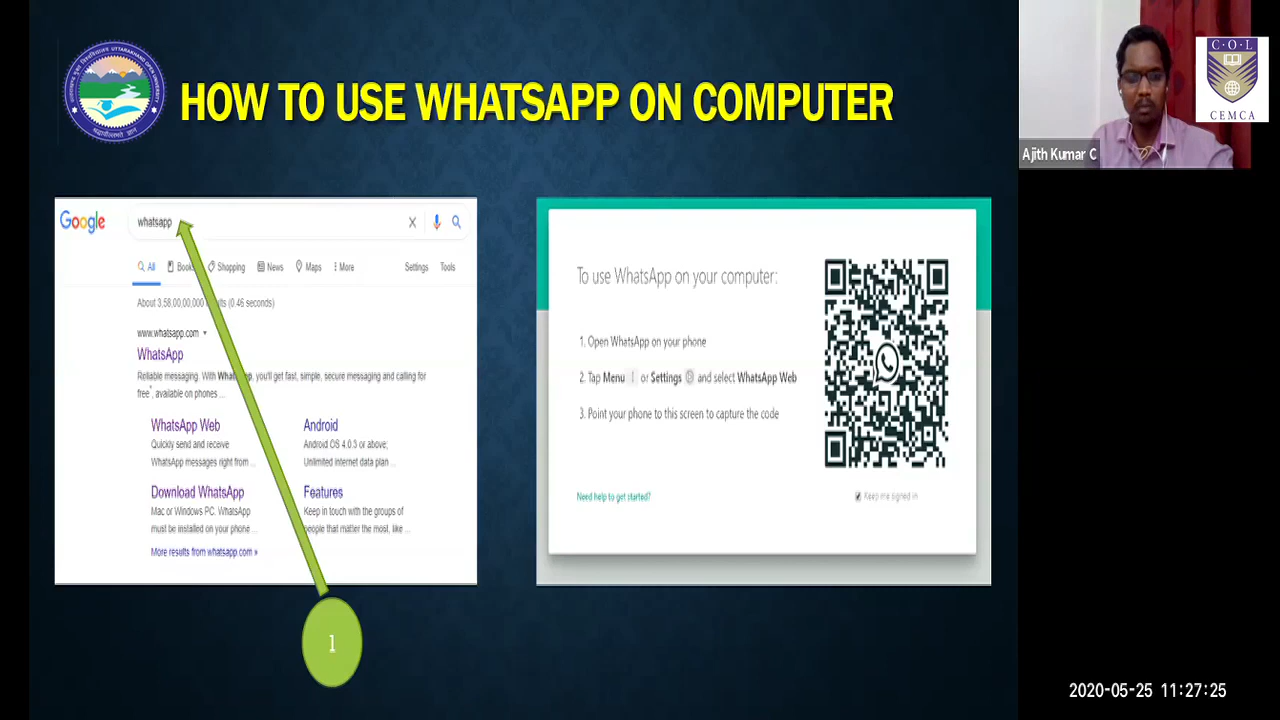 HOW TO USE WHATSAPP ON COMPUTER
Google
whatsapp
All
Shopping
News
Maps
More
Settings
Tools
(0.46 seconds)
www.whatsapp.com
WhatsApp
Reliable messaging. With you'll get fast, simple, secure messaging and calling for
free*, available on phones ...
WhatsApp Web
Quickly send and receive
WhatsApp messages right from ...
Android
Android OS 4.0.3 or above;
Unlimited internet data plan ...
Download WhatsApp
Mac or Windows PC. WhatsApp
must be installed on your phone ...
Features
Keep in touch with the groups of
people that matter the most, like ...
More results from whatsapp.com »
1
To use WhatsApp on your computer:
1. Open WhatsApp on your phone
2. Tap Menu or Settings and select WhatsApp Web
3. Point your phone to this screen to capture the code
Need help to get started?
Keep me signed in
Ajith Kumar C
C·O·L
CEMCA
2020-05-25 11:27:25